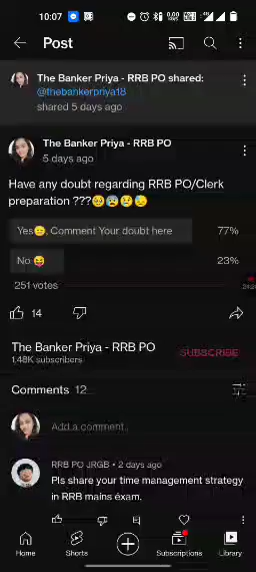 10:07
Post
The Banker Priya - RRB PO shared:
@thebankerpriya18
shared 5 days ago
The Banker Priya - RRB PO
5 days ago
Have any doubt regarding RRB PO/Clerk
preparation ???🥺😰😢😓
Yes😑, Comment Your doubt here 77%
No 😝 23%
251 votes
14
The Banker Priya - RRB PO
1.48K subscribers
SUBSCRIBE
Comments 12
Add a comment...
RRB PO JRGB • 2 days ago
Pls share your time management strategy
in RRB mains exam.
Home
Shorts
Subscriptions
Library